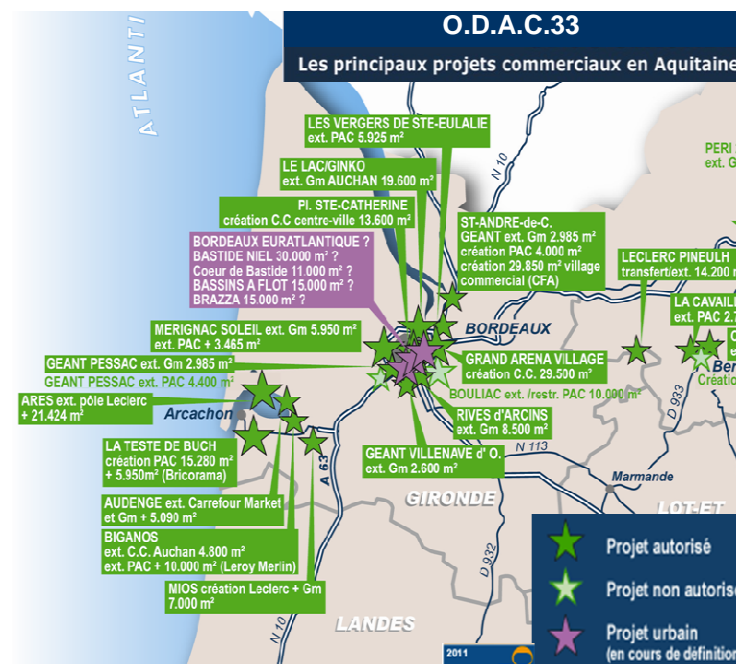 O.D.A.C.33
Les principaux projets commerciaux en Aquitaine
ATLANTI
LES VERGERS DE STE-EULALIE
ext. PAC 5.925 m²
N 10
PERI
ext. G
LE LAC/GINKO
ext. Gm AUCHAN 19.600 m²
PI. STE-CATHERINE
création C.C centre-ville 13.600 m²
ST-ANDRE-de-C.
GEANT ext. Gm 2.985 m²
création PAC 4.000 m²
création 29.850 m² village
commercial (CFA)
BORDEAUX EURATLANTIQUE ?
BASTIDE NIEL 30.000 m² ?
Coeur de Bastide 11.000 m² ?
BASSINS A FLOT 15.000 m² ?
BRAZZA 15.000 m² ?
LECLERC PINEULH
transfert/ext. 14.200 m
LA CAVAIL
ext. PAC 2.7
MERIGNAC SOLEIL ext. Gm 5.950 m²
ext. PAC + 3.465 m²
BORDEAUX
GEANT PESSAC ext. Gm 2.985 m²
GEANT PESSAC ext. PAC 4.400 m²
GRAND ARENA VILLAGE
création C.C. 29.500 m²
Ber
Création
BOULIAC ext. /restr. PAC 10.000 m²
D 933
ARES ext. pôle Leclerc
+ 21.424 m²
Arcachon
RIVES d'ARCINS
ext. Gm 8.500 m²
LA TESTE DE BUCH
création PAC 15.280 m²
+ 5.950m² (Bricorama)
A 63
GEANT VILLENAVE d' O.
ext. Gm 2.600 m²
N 113
Marmande
AUDENGE ext. Carrefour Market
et Gm + 5.090 m²
GIRONDE
LOT-ET
BIGANOS
ext. C.C. Auchan 4.800 m²
ext. PAC + 10.000 m² (Leroy Merlin)
D 932
MIOS création Leclerc + Gm
7.000 m²
N 10
LANDES
Projet autorisé
Projet non autorisé
Projet urbain
(en cours de définition
2011